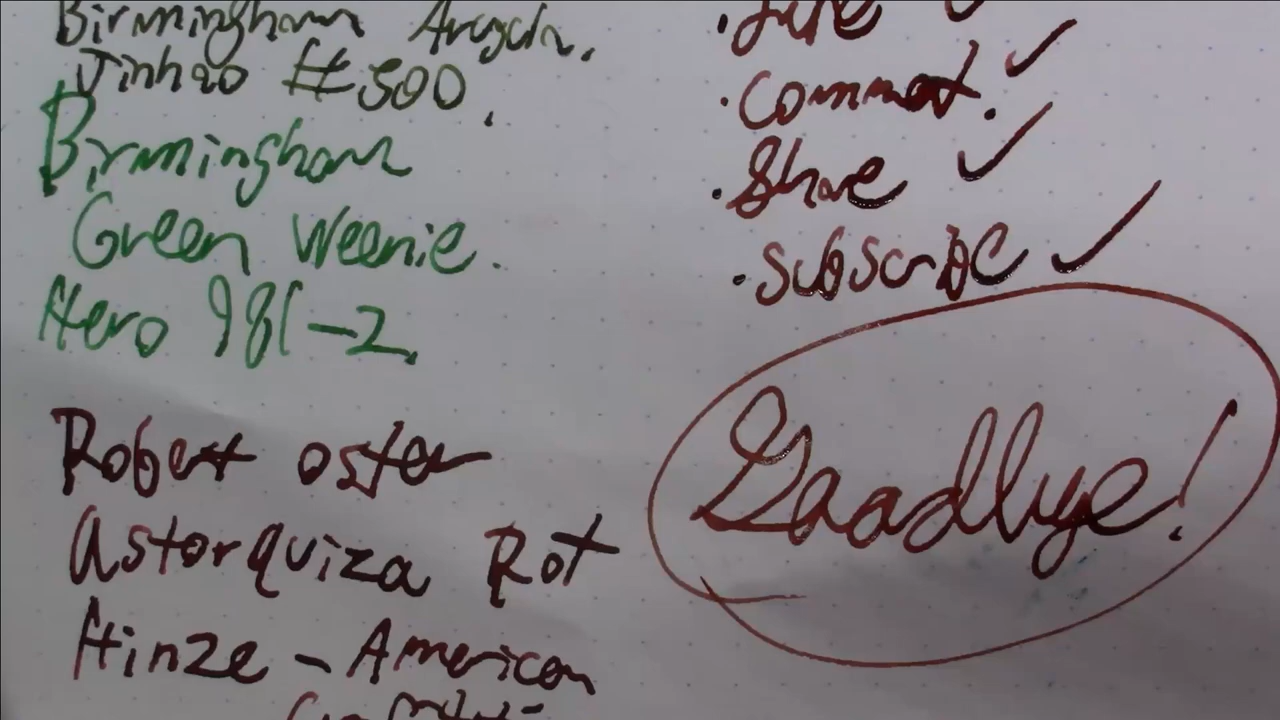 Birmingham
Jinhao #500.
Birmingham
Green Weenie.
Hero 981-2.
Robert Oster
Astorquiza Rot
Hinze - American
. Comment. ✓
. Share ✓
. Subscribe ✓
Goodbye!